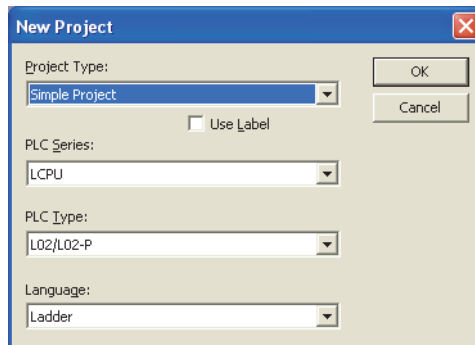 New Project
Project Type:
OK
Simple Project
Cancel
Use Label
PLC Series:
LCPU
PLC Type:
L02/L02-P
Language:
Ladder